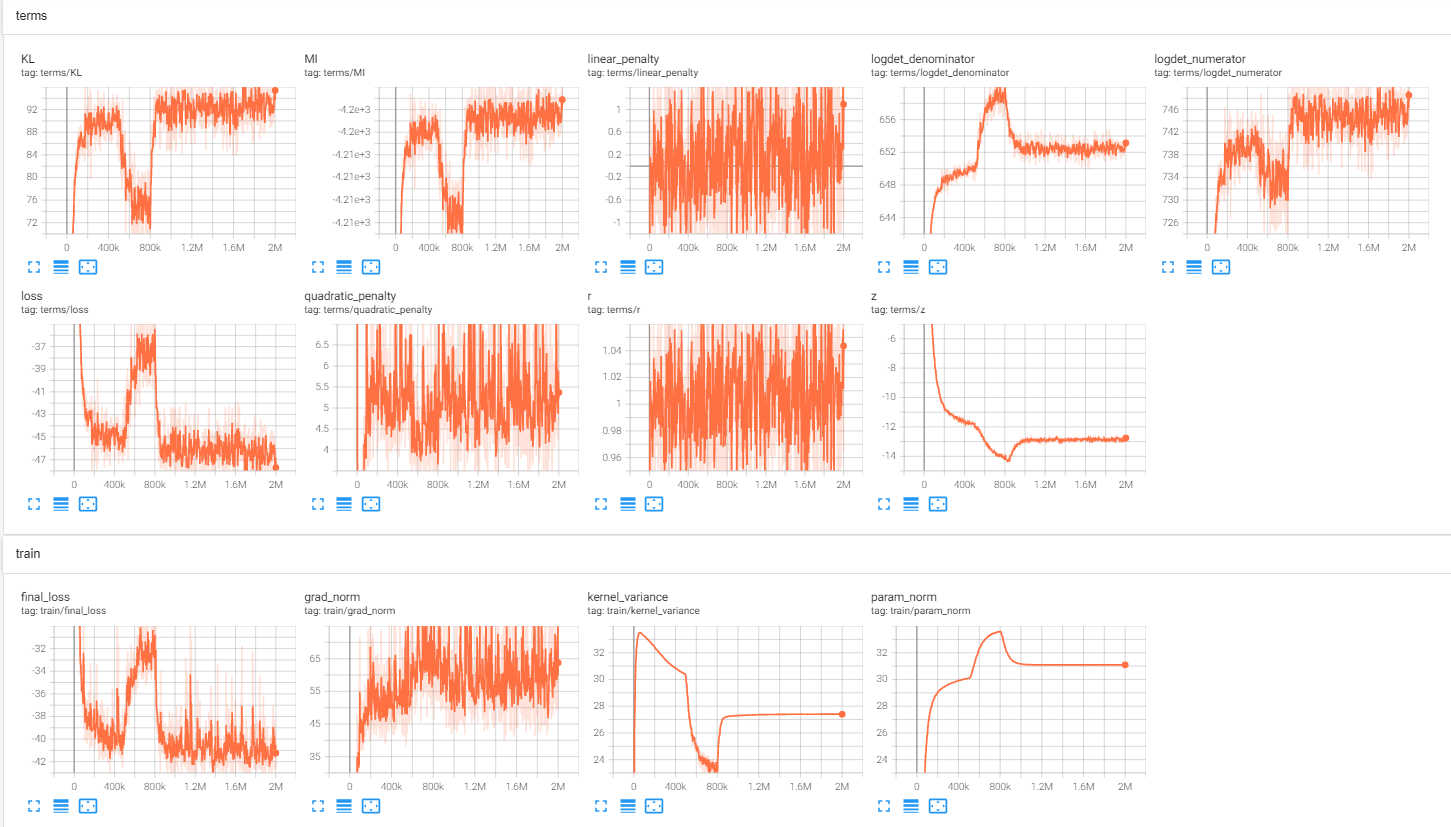 terms
KL
tag: terms/KL
92
88
84
80
76
72
0 400k 800k 1.2M 1.6M 2M
MI
tag: terms/MI
-4.2e+3
-4.2e+3
-4.21e+3
-4.21e+3
-4.21e+3
-4.21e+3
0 400k 800k 1.2M 1.6M 2M
linear_penalty
tag: terms/linear_penalty
1
0.6
0.2
-0.2
-0.6
-1
0 400k 800k 1.2M 1.6M 2M
logdet_denominator
tag: terms/logdet_denominator
656
652
648
644
0 400k 800k 1.2M 1.6M 2M
logdet_numerator
tag: terms/logdet_numerator
746
742
738
734
730
726
0 400k 800k 1.2M 1.6M 2M
loss
tag: terms/loss
-37
-39
-41
-43
-45
-47
0 400k 800k 1.2M 1.6M 2M
quadratic_penalty
tag: terms/quadratic_penalty
6.5
6
5.5
5
4.5
4
0 400k 800k 1.2M 1.6M 2M
r
tag: terms/r
1.04
1.02
1
0.98
0.96
0 400k 800k 1.2M 1.6M 2M
z
tag: terms/z
-6
-8
-10
-12
-14
0 400k 800k 1.2M 1.6M 2M
train
final_loss
tag: train/final_loss
-32
-34
-36
-38
-40
-42
0 400k 800k 1.2M 1.6M 2M
grad_norm
tag: train/grad_norm
65
55
45
35
0 400k 800k 1.2M 1.6M 2M
kernel_variance
tag: train/kernel_variance
32
30
28
26
24
0 400k 800k 1.2M 1.6M 2M
param_norm
tag: train/param_norm
32
30
28
26
24
0 400k 800k 1.2M 1.6M 2M